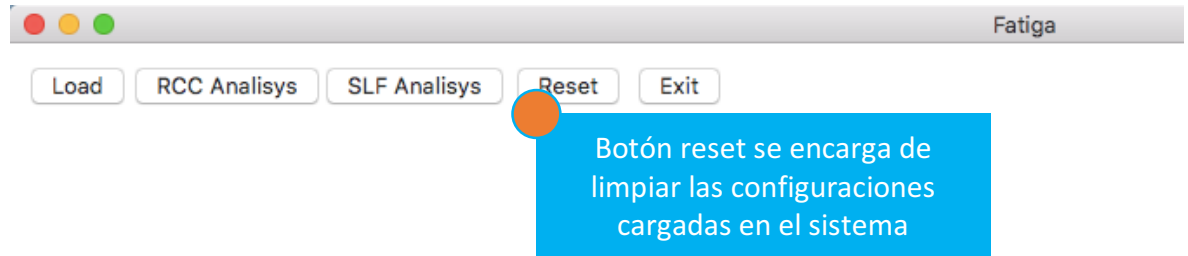 Fatiga
Load RCC Analisys SLF Analisys Reset Exit
Botón reset se encarga de
limpiar las configuraciones
cargadas en el sistema